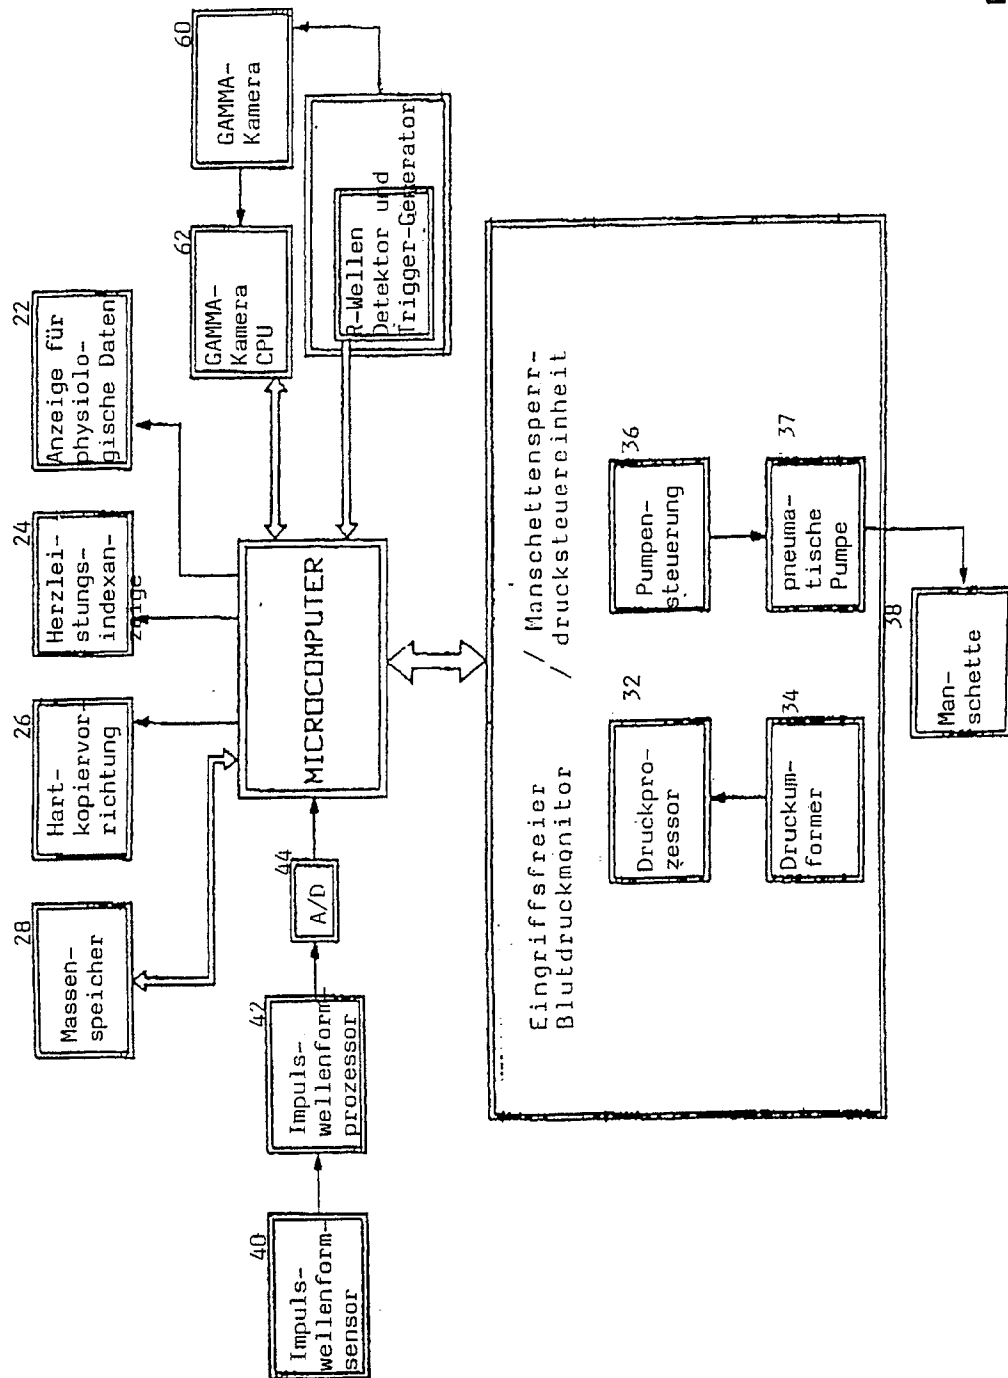 28
Massen-
speicher
26
Hart-
kopiervor-
richtung
24
Herzlei-
stungs-
indexan-
zeige
22
Anzeige für
physiolo-
gische Daten
62
GAMMA-
Kamera
CPU
60
GAMMA-
Kamera
40
Impuls-
wellenform-
sensor
42
Impuls-
wellenform
prozessor
44
A/D
MICROCOMPUTER
R-Wellen
Detektor und
Trigger-Generator
Eingriffsfreier
Blutdruckmonitor
/ Manschettensperr-
/ drucksteuereinheit
32
Druckpro-
zessor
36
Pumpen-
steuerung
34
Druckum-
former
37
pneuma-
tische
Pumpe
38
Man-
schette